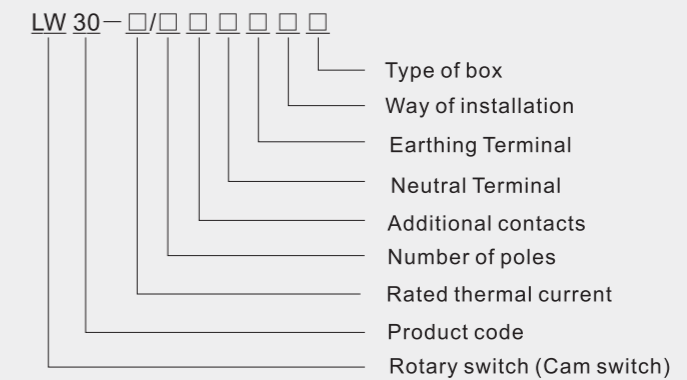 LW 30－□/□ □ □ □ □ □
Type of box
Way of installation
Earthing Terminal
Neutral Terminal
Additional contacts
Number of poles
Rated thermal current
Product code
Rotary switch (Cam switch)